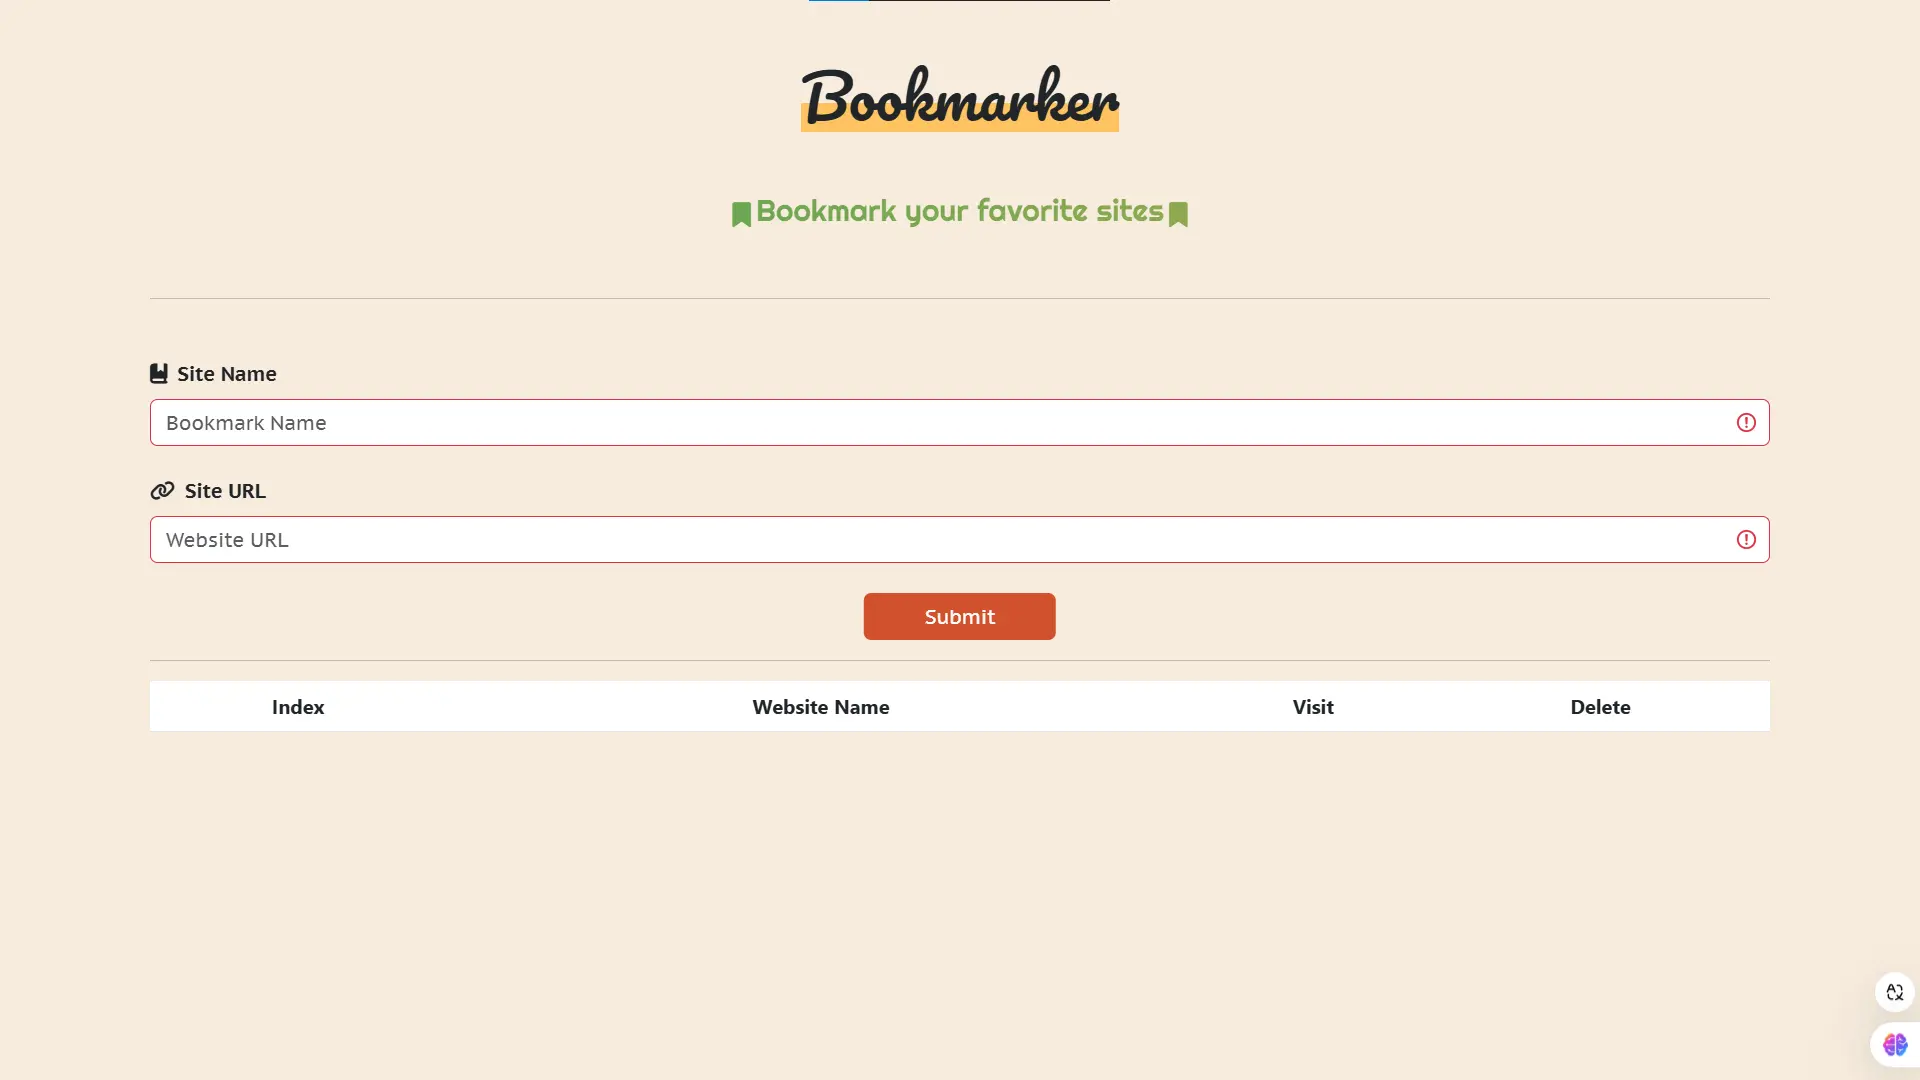 Bookmarker
Bookmark your favorite sites
Site Name
Bookmark Name
Site URL
Website URL
Submit
Index Website Name Visit Delete